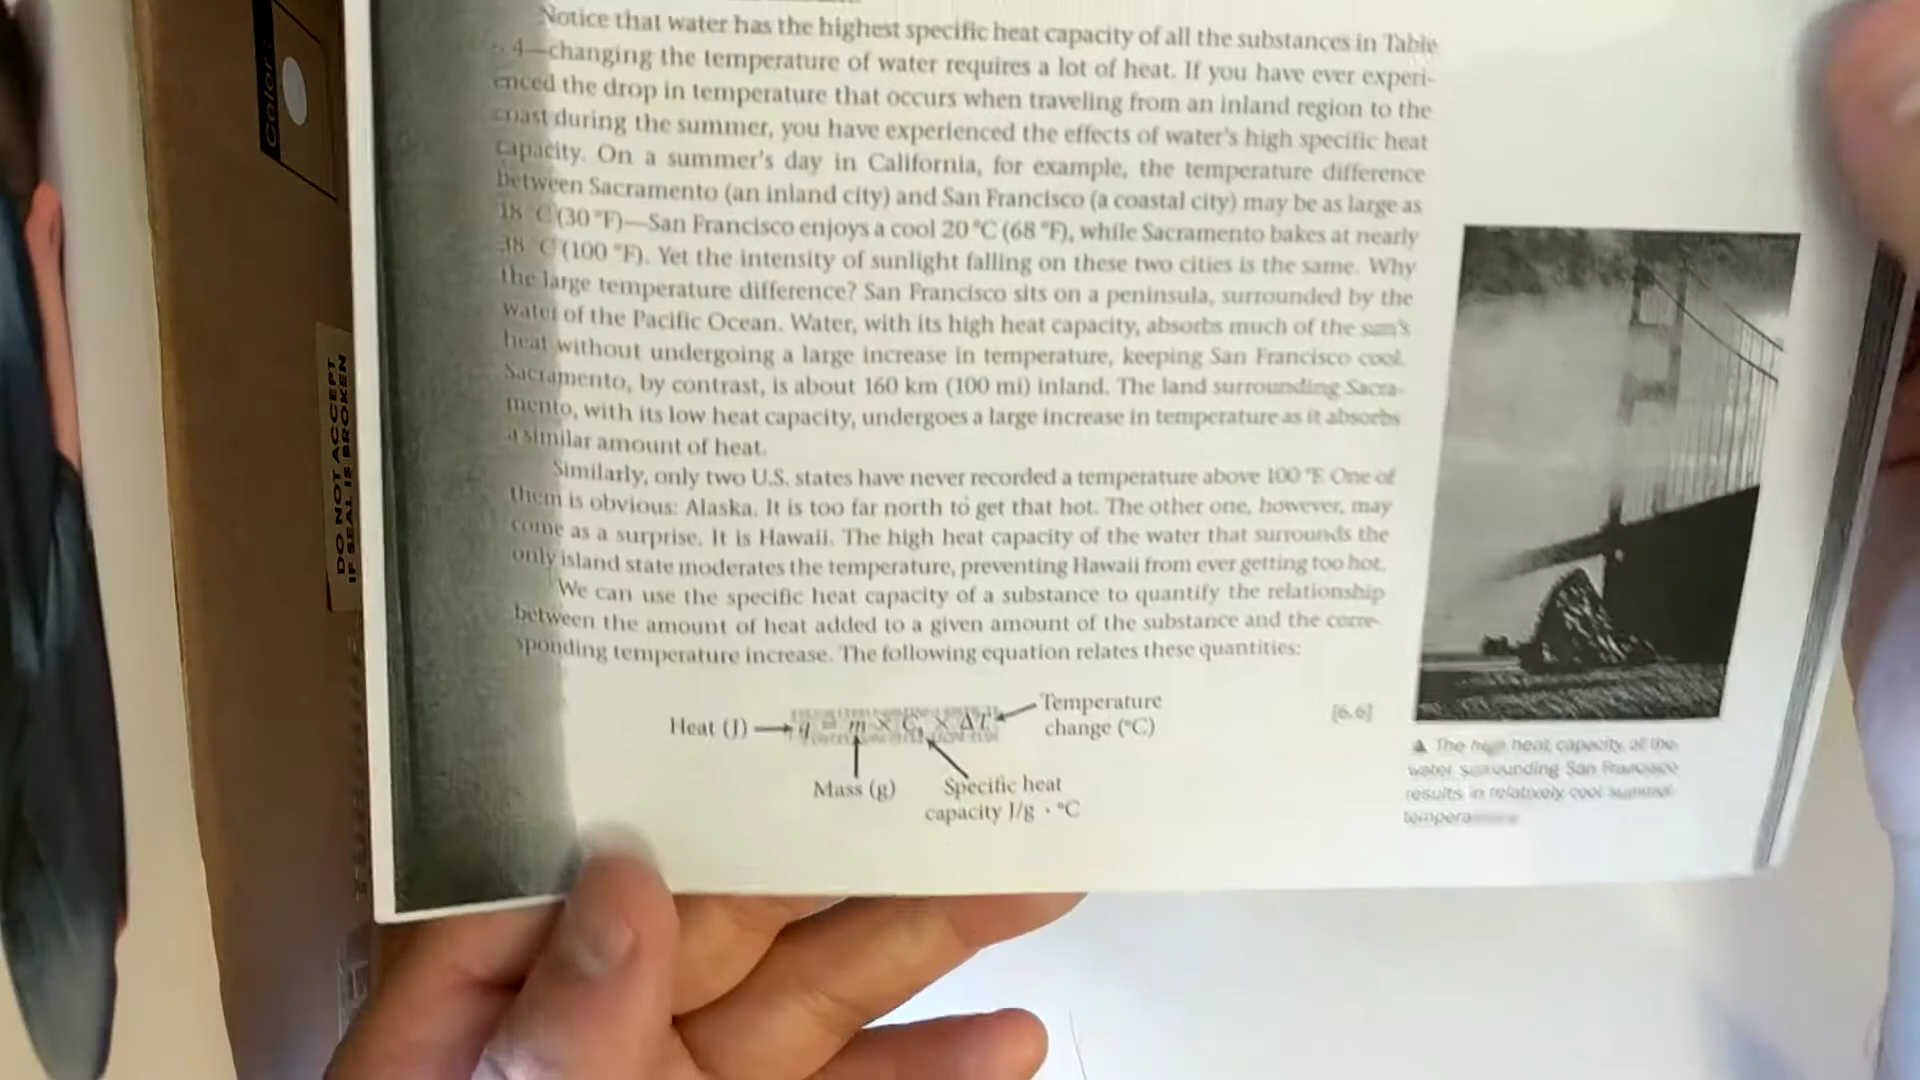 Color:
DO NOT ACCEPT
IF SEAL IS BROKEN
Notice that water has the highest specific heat capacity of all the substances in Table
4—changing the temperature of water requires a lot of heat. If you have ever experi-
enced the drop in temperature that occurs when traveling from an inland region to the
coast during the summer, you have experienced the effects of water's high specific heat
capacity. On a summer's day in California, for example, the temperature difference
between Sacramento (an inland city) and San Francisco (a coastal city) may be as large as
18 °C (30 °F)—San Francisco enjoys a cool 20 °C (68 °F), while Sacramento bakes at nearly
38 °C (100 °F). Yet the intensity of sunlight falling on these two cities is the same. Why
the large temperature difference? San Francisco sits on a peninsula, surrounded by the
water of the Pacific Ocean. Water, with its high heat capacity, absorbs much of the sun's
heat without undergoing a large increase in temperature, keeping San Francisco cool.
Sacramento, by contrast, is about 160 km (100 mi) inland. The land surrounding Sacra-
mento, with its low heat capacity, undergoes a large increase in temperature as it absorbs
a similar amount of heat.
Similarly, only two U.S. states have never recorded a temperature above 100 °F. One of
them is obvious: Alaska. It is too far north to get that hot. The other one, however, may
come as a surprise. It is Hawaii. The high heat capacity of the water that surrounds the
only island state moderates the temperature, preventing Hawaii from ever getting too hot.
We can use the specific heat capacity of a substance to quantify the relationship
between the amount of heat added to a given amount of the substance and the corre-
sponding temperature increase. The following equation relates these quantities:
Heat (J) q = m × C × ΔT Temperature
change (°C)
[6.6]
Mass (g) Specific heat
capacity J/g · °C
▲ The high heat capacity of the
water surrounding San Francisco
results in relatively cool summer